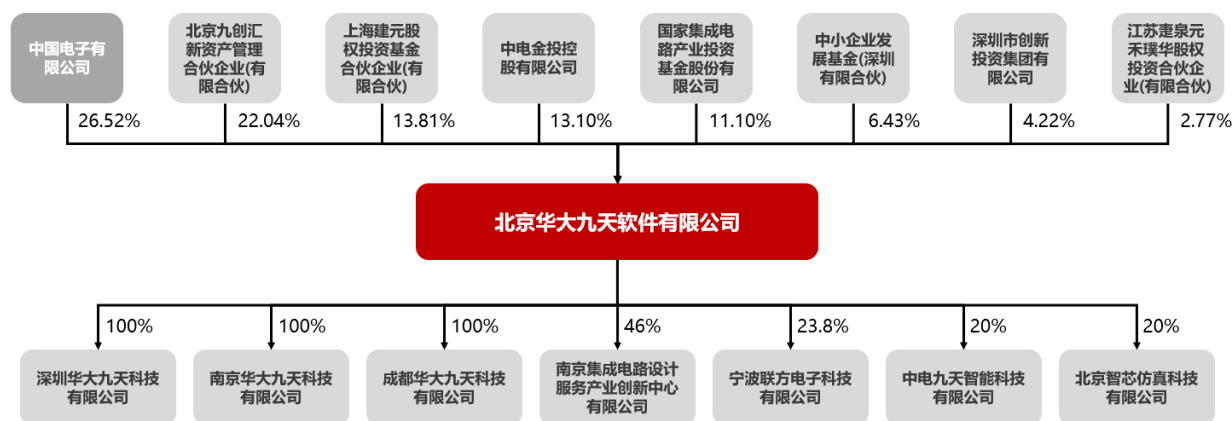 中国电子有
限公司
北京九创汇
新资产管理
合伙企业(有
限合伙)
上海建元股
权投资基金
合伙企业(有
限合伙)
中电金投控
股有限公司
国家集成电
路产业投资
基金股份有
限公司
中小企业发
展基金(深圳
有限合伙)
深圳市创新
投资集团有
限公司
江苏疌泉元
禾璞华股权
投资合伙企
业(有限合伙)
26.52%
22.04%
13.81%
13.10%
11.10%
6.43%
4.22%
2.77%
北京华大九天软件有限公司
100%
100%
100%
46%
23.8%
20%
20%
深圳华大九天科技
有限公司
南京华大九天科技
有限公司
成都华大九天科技
有限公司
南京集成电路设计
服务产业创新中心
有限公司
宁波联方电子科技
有限公司
中电九天智能科技
有限公司
北京智芯仿真科技
有限公司